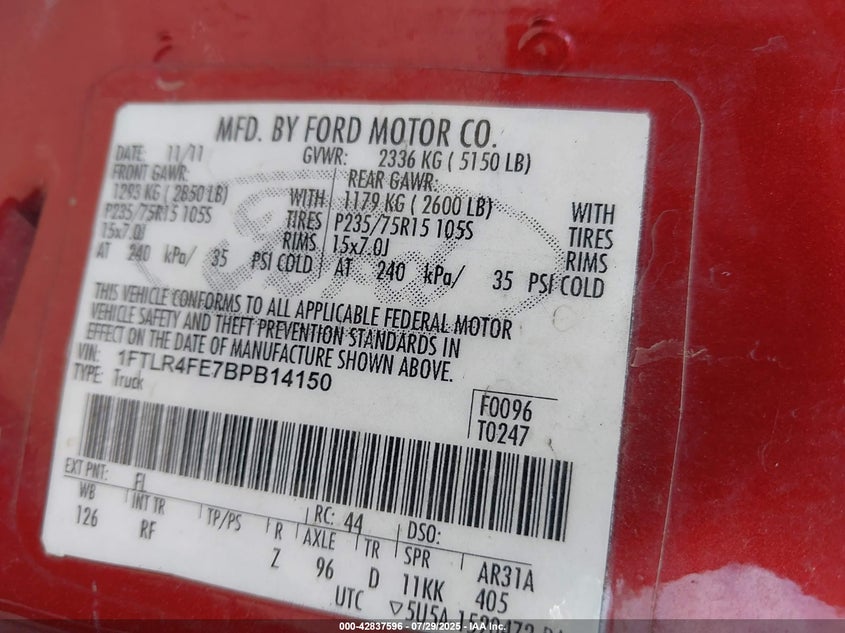 MFD. BY FORD MOTOR CO.
DATE: 11/11 GVWR: 2336 KG ( 5150 LB)
FRONT GAWR: REAR GAWR:
1293 KG ( 2850 LB) WITH 1179 KG ( 2600 LB) WITH
P235/75R15 105S TIRES P235/75R15 105S TIRES
15x7.0J RIMS 15x7.0J RIMS
AT 240 kPa/ 35 PSI COLD AT 240 kPa/ 35 PSI COLD
THIS VEHICLE CONFORMS TO ALL APPLICABLE FEDERAL MOTOR
VEHICLE SAFETY AND THEFT PREVENTION STANDARDS IN
EFFECT ON THE DATE OF MANUFACTURE SHOWN ABOVE.
VIN: 1FTLR4FE7BPB14150
TYPE: Truck
F0096
T0247
EXT PNT: FL RC: 44 DSO:
WB INT TR TP/PS R AXLE TR SPR AR31A
126 RF Z 96 D 11KK 405
UTC
000-42837596 - 07/29/2025 - IAA Inc.